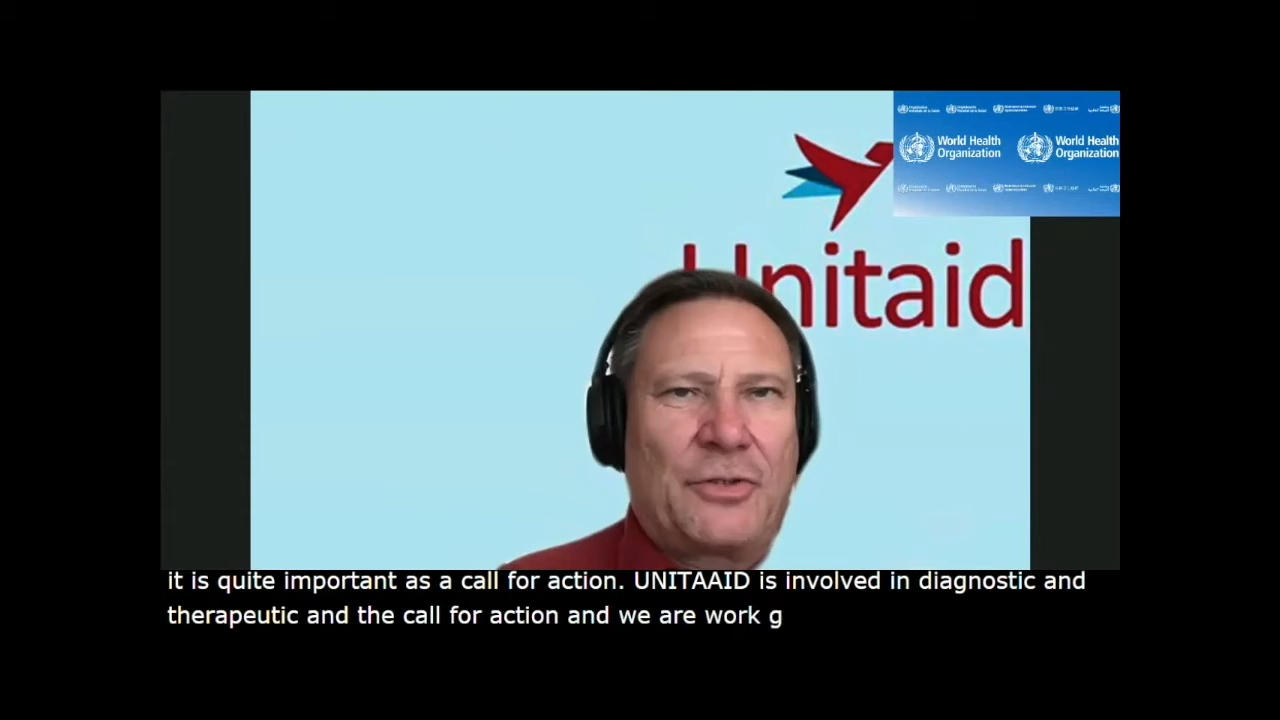 World Health World Health
Organization Organization
Unitaid
it is quite important as a call for action. UNITAAID is involved in diagnostic and
therapeutic and the call for action and we are work g